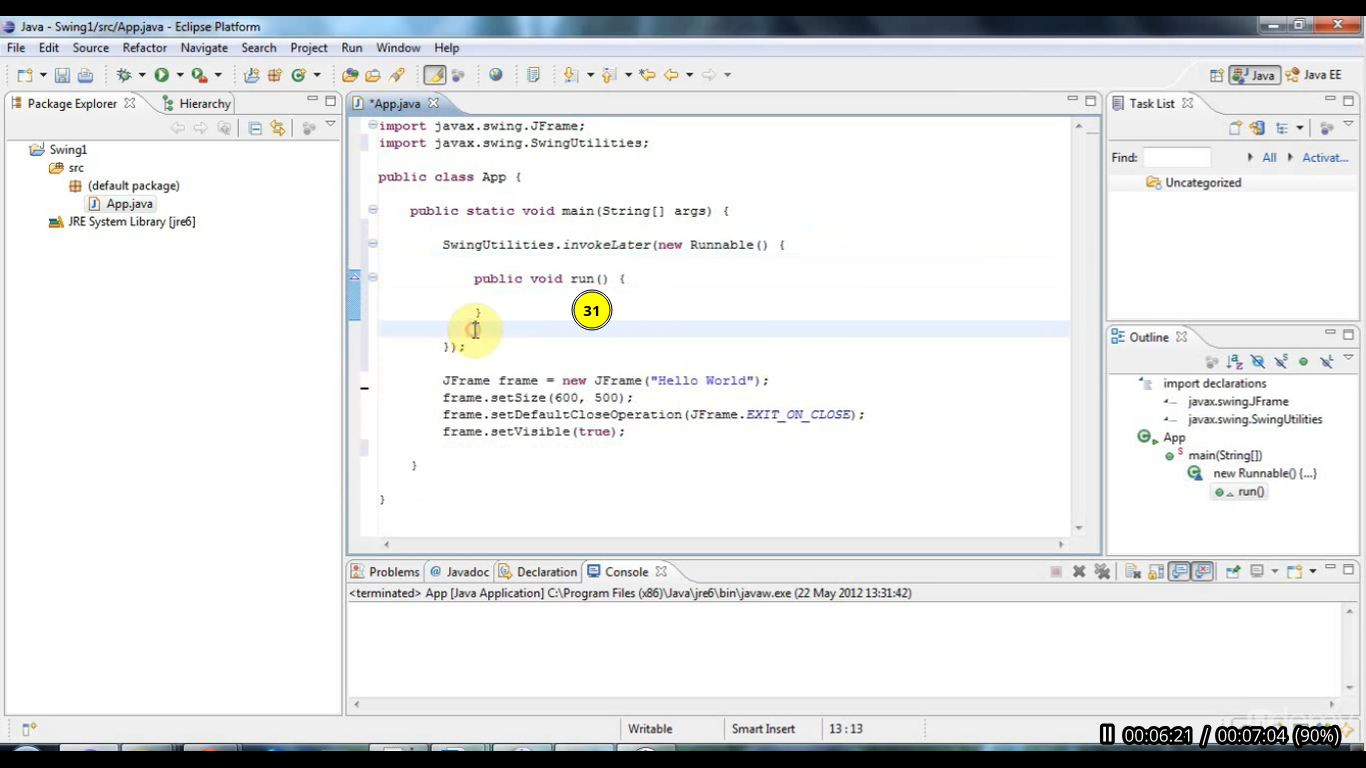 Java - Swing1/src/App.java - Eclipse Platform
File Edit Source Refactor Navigate Search Project Run Window Help
Java Java EE
Package Explorer Hierarchy
Swing1
src
(default package)
App.java
JRE System Library [jre6]
*App.java
import javax.swing.JFrame;
import javax.swing.SwingUtilities;
public class App {
public static void main(String[] args) {
SwingUtilities.invokeLater(new Runnable() {
public void run() {
}
31
});
JFrame frame = new JFrame("Hello World");
frame.setSize(600, 500);
frame.setDefaultCloseOperation(JFrame.EXIT_ON_CLOSE);
frame.setVisible(true);
}
}
Task List
Find: All Activat...
Uncategorized
Outline
import declarations
javax.swing.JFrame
javax.swing.SwingUtilities
App
main(String[])
new Runnable() {...}
run()
Problems @ Javadoc Declaration Console
<terminated> App [Java Application] C:\Program Files (x86)\Java\jre6\bin\javaw.exe (22 May 2012 13:31:42)
Writable Smart Insert 13 : 13
00:06:21 / 00:07:04 (90%)